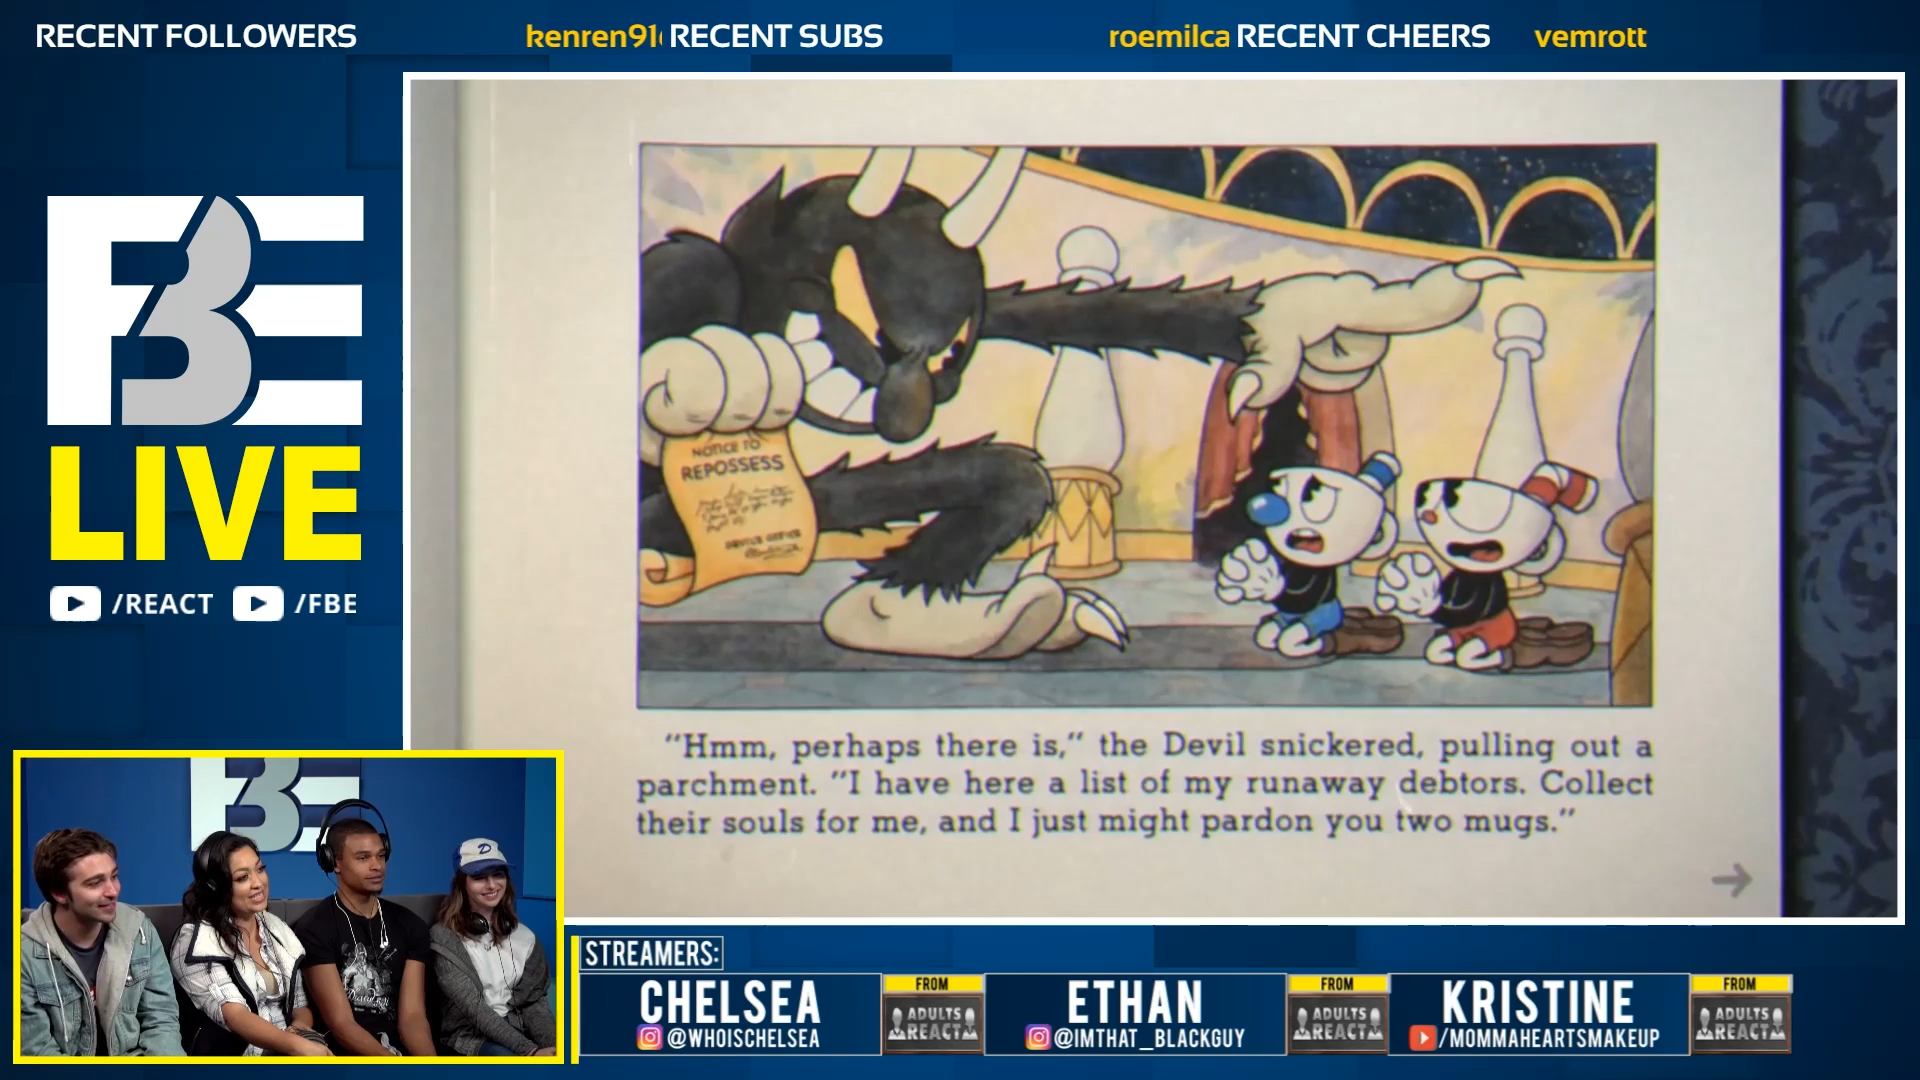 RECENT FOLLOWERS
kenren91
RECENT SUBS
roemilca
RECENT CHEERS
vemrott
FBE
LIVE
/REACT
/FBE
NOTICE TO
REPOSSESS
"Hmm, perhaps there is," the Devil snickered, pulling out a
parchment. "I have here a list of my runaway debtors. Collect
their souls for me, and I just might pardon you two mugs."
D
STREAMERS:
CHELSEA
@WHOISCHELSEA
FROM
ADULTS
REACT
ETHAN
@IMTHAT_BLACKGUY
FROM
ADULTS
REACT
KRISTINE
/MOMMAHEARTSMAKEUP
FROM
ADULTS
REACT